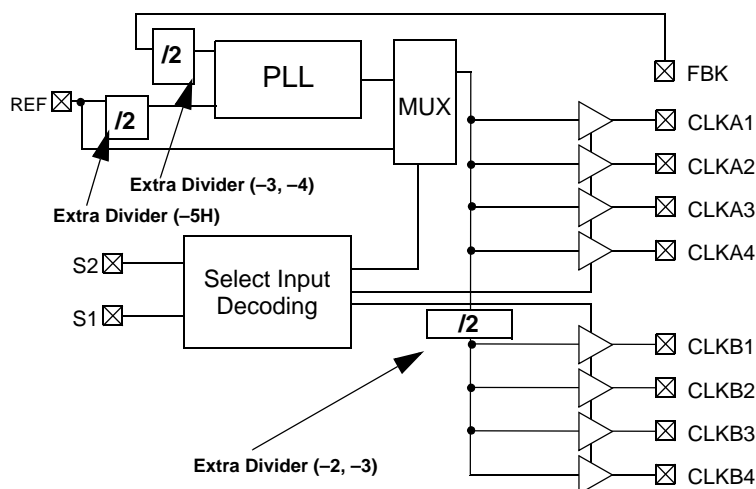 /2
PLL
FBK
REF
/2
MUX
CLKA1
CLKA2
Extra Divider (–3, –4)
CLKA3
Extra Divider (–5H)
CLKA4
S2
Select Input
Decoding
S1
/2
CLKB1
CLKB2
CLKB3
Extra Divider (–2, –3)
CLKB4